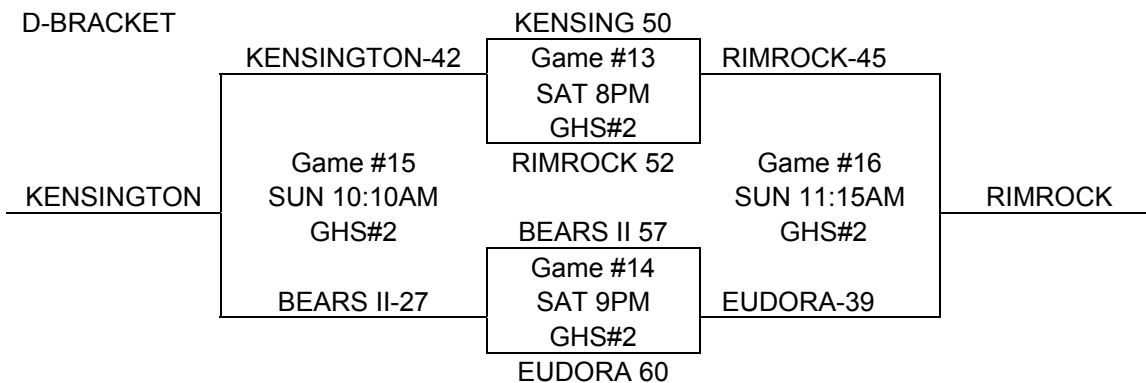 D-BRACKET
KENSING 50
KENSINGTON-42
Game #13
SAT 8PM
GHS#2
RIMROCK-45
RIMROCK 52
Game #15
SUN 10:10AM
GHS#2
KENSINGTON
Game #16
SUN 11:15AM
GHS#2
RIMROCK
BEARS II 57
BEARS II-27
Game #14
SAT 9PM
GHS#2
EUDORA-39
EUDORA 60